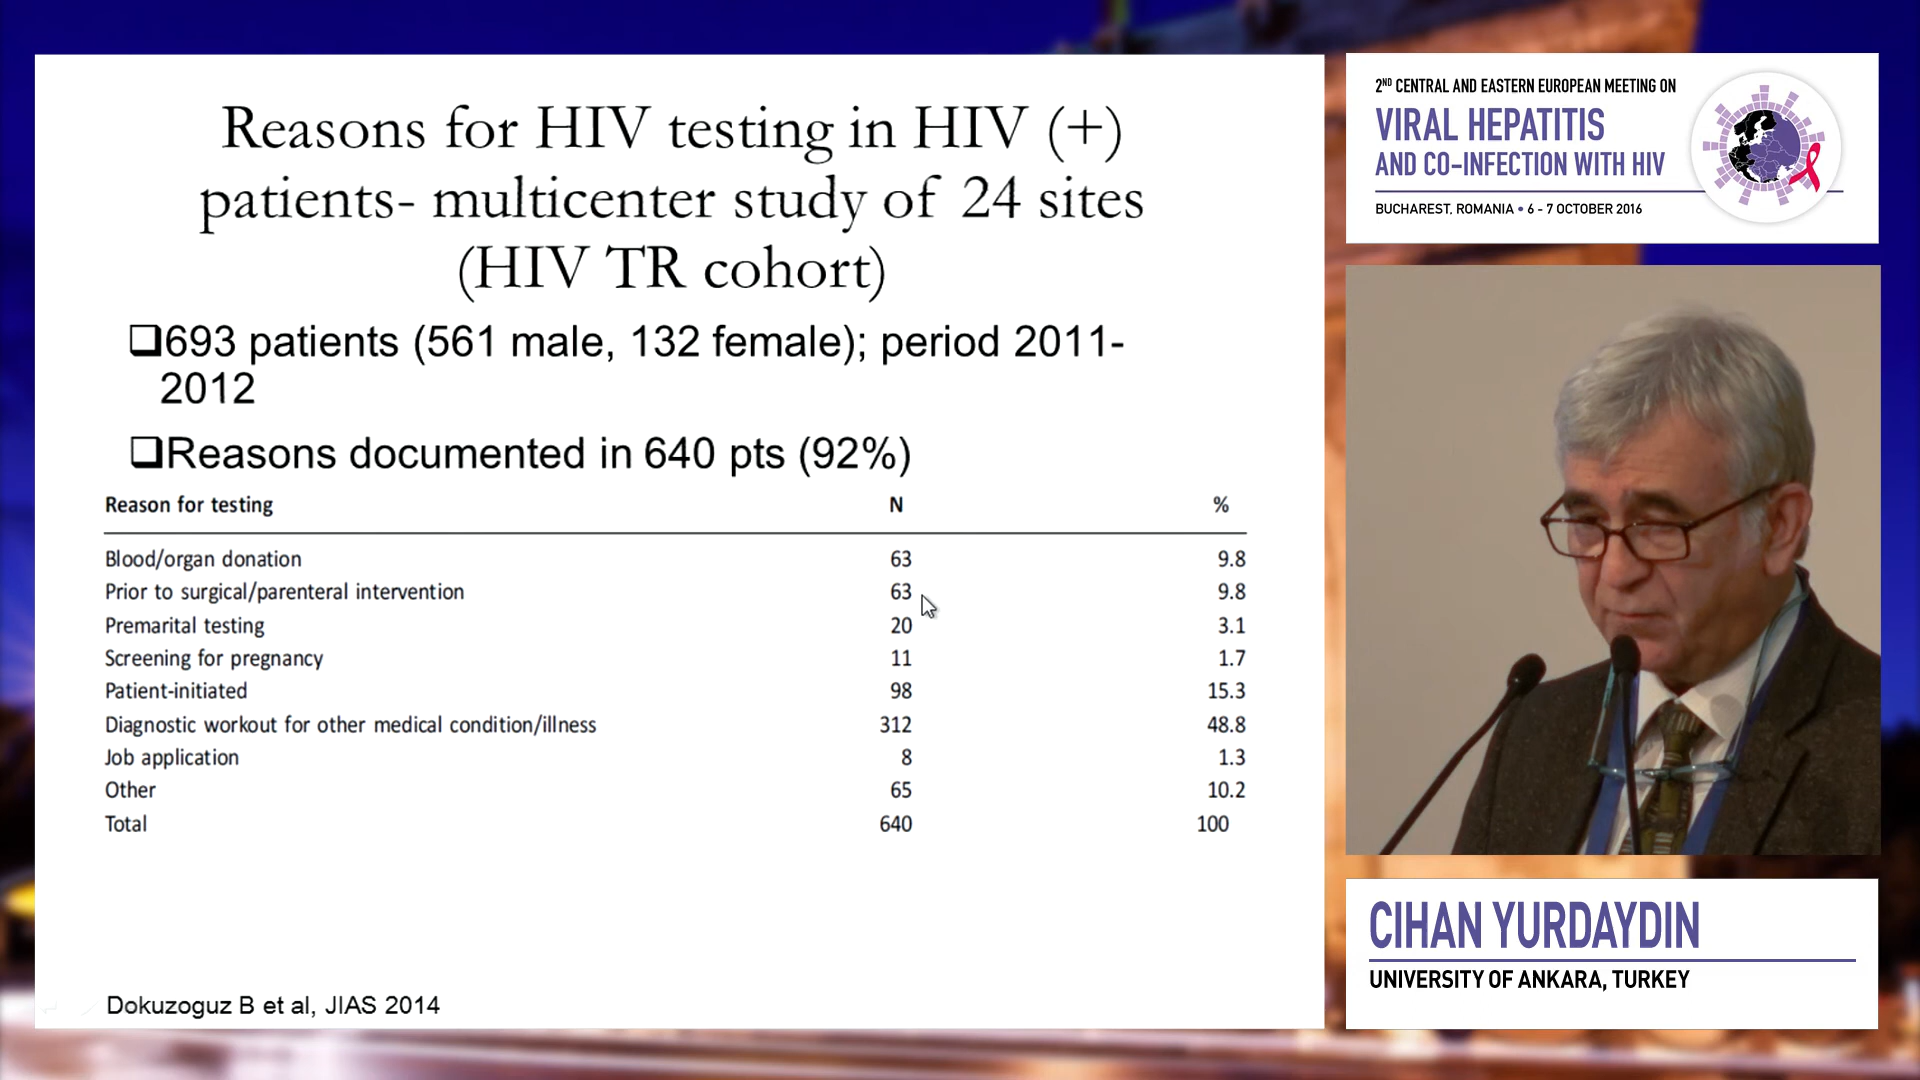 Reasons for HIV testing in HIV (+)
patients- multicenter study of 24 sites
(HIV TR cohort)
❑693 patients (561 male, 132 female); period 2011-
2012
❑Reasons documented in 640 pts (92%)
Reason for testing N %
Blood/organ donation 63 9.8
Prior to surgical/parenteral intervention 63 9.8
Premarital testing 20 3.1
Screening for pregnancy 11 1.7
Patient-initiated 98 15.3
Diagnostic workout for other medical condition/illness 312 48.8
Job application 8 1.3
Other 65 10.2
Total 640 100
Dokuzoguz B et al, JIAS 2014
2ND CENTRAL AND EASTERN EUROPEAN MEETING ON
VIRAL HEPATITIS
AND CO-INFECTION WITH HIV
BUCHAREST, ROMANIA • 6 - 7 OCTOBER 2016
CIHAN YURDAYDIN
UNIVERSITY OF ANKARA, TURKEY